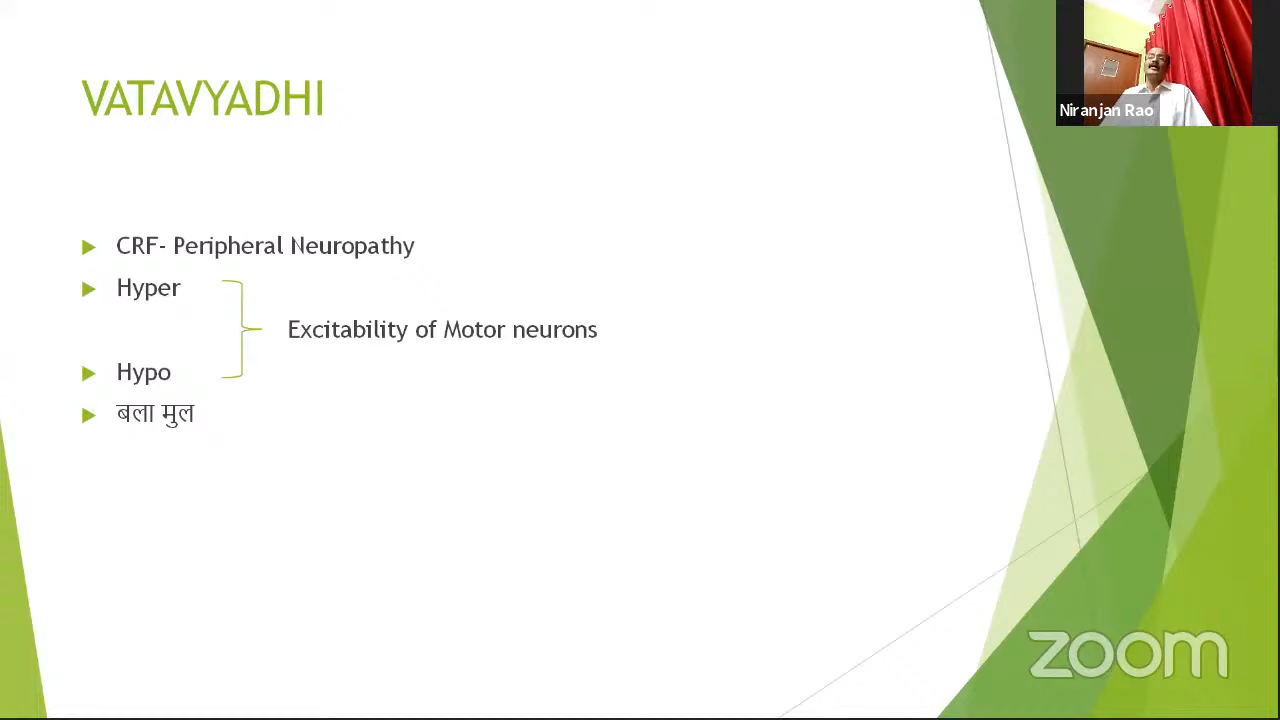 VATAVYADHI
Niranjan Rao
CRF- Peripheral Neuropathy
Hyper
Excitability of Motor neurons
Hypo
बला मुल
zoom